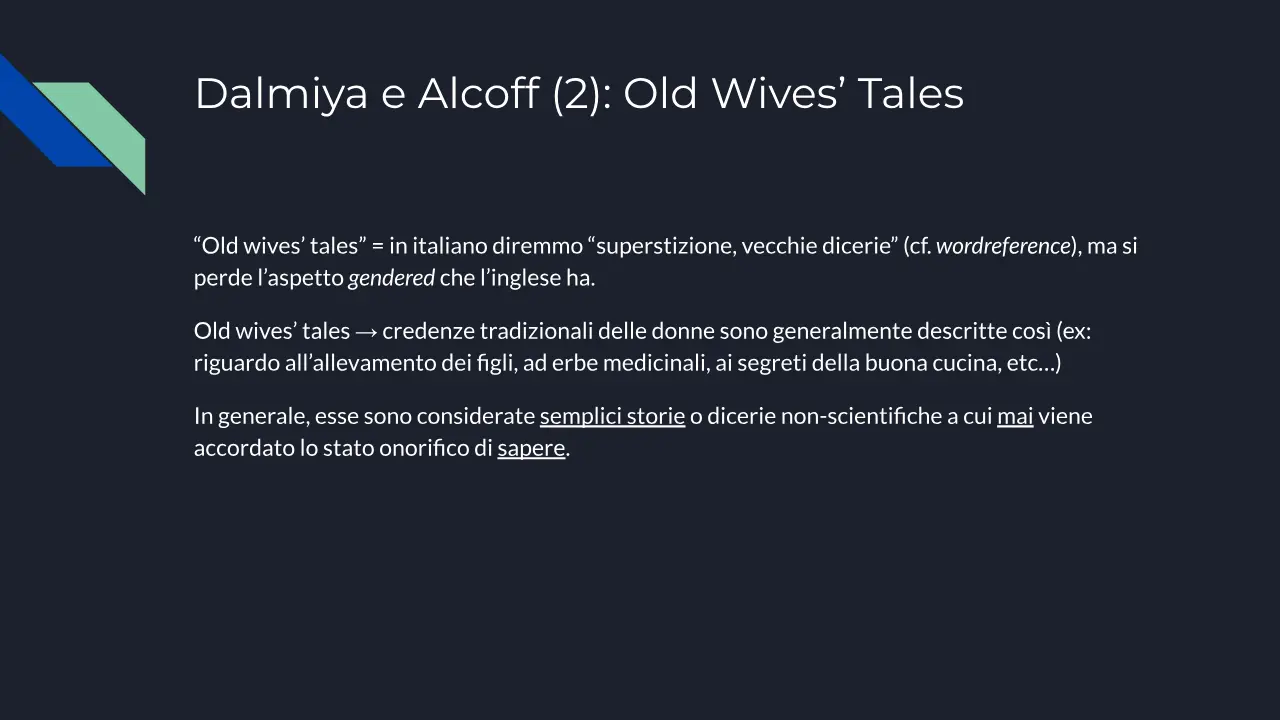 Dalmiya e Alcoff (2): Old Wives’ Tales
“Old wives’ tales” = in italiano diremmo “superstizione, vecchie dicerie” (cf. wordreference), ma si
perde l’aspetto gendered che l’inglese ha.
Old wives’ tales → credenze tradizionali delle donne sono generalmente descritte così (ex:
riguardo all’allevamento dei figli, ad erbe medicinali, ai segreti della buona cucina, etc…)
In generale, esse sono considerate semplici storie o dicerie non-scientifiche a cui mai viene
accordato lo stato onorifico di sapere.